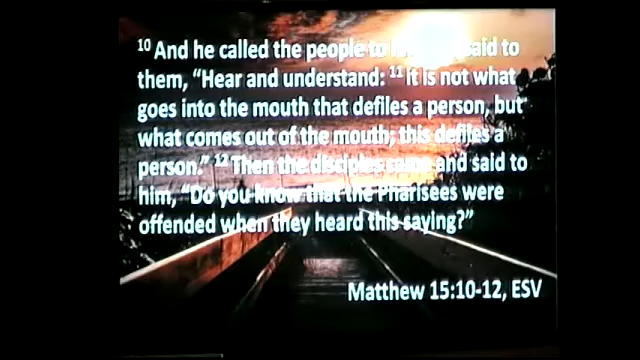 10 And he called the people to said to
them, "Hear and understand: 11 it is not what
goes into the mouth that defiles a person, but
what comes out of the mouth; this defiles a
person." 12 Then the disciples came and said to
him, "Do you know that the Pharisees were
offended when they heard this saying?"
Matthew 15:10-12, ESV